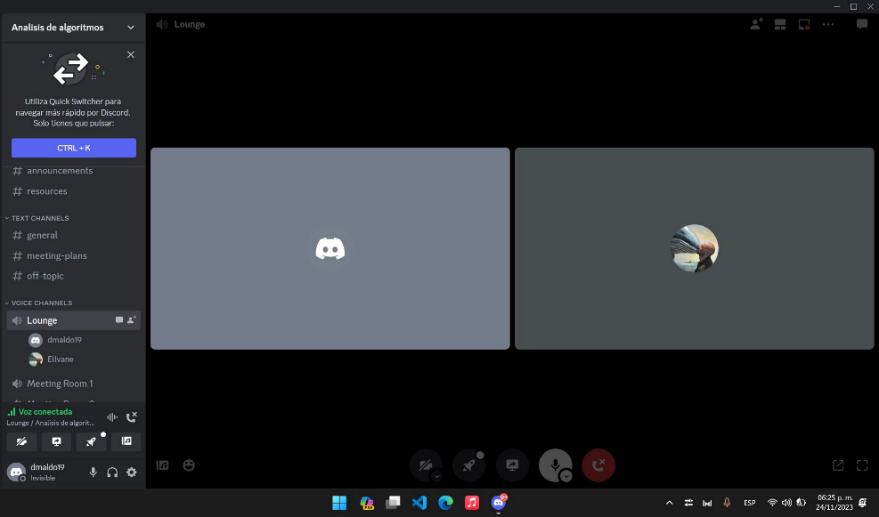 Analisis de algoritmos
Lounge
Utiliza Quick Switcher para
navegar más rápido por Discord.
Solo tienes que pulsar:
CTRL + K
announcements
resources
TEXT CHANNELS
general
meeting-plans
off-topic
VOICE CHANNELS
Lounge
dmaldo19
Ellvane
Meeting Room 1
Voz conectada
Lounge / Analisis de algorit...
dmaldo19
Invisible
ESP
06:25 p. m.
24/11/2023